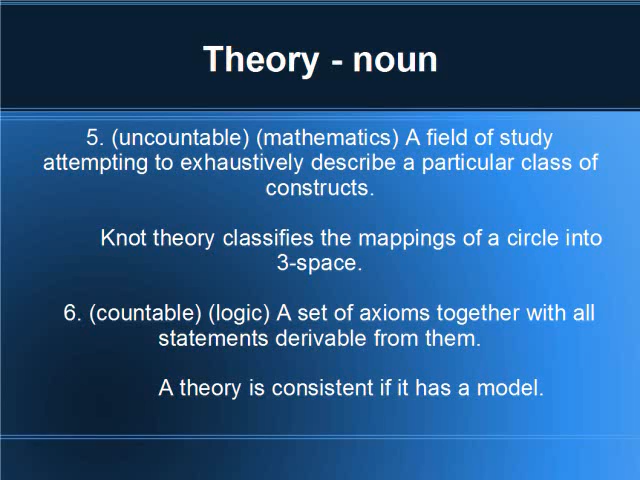 Theory - noun
5. (uncountable) (mathematics) A field of study
attempting to exhaustively describe a particular class of
constructs.
Knot theory classifies the mappings of a circle into
3-space.
6. (countable) (logic) A set of axioms together with all
statements derivable from them.
A theory is consistent if it has a model.